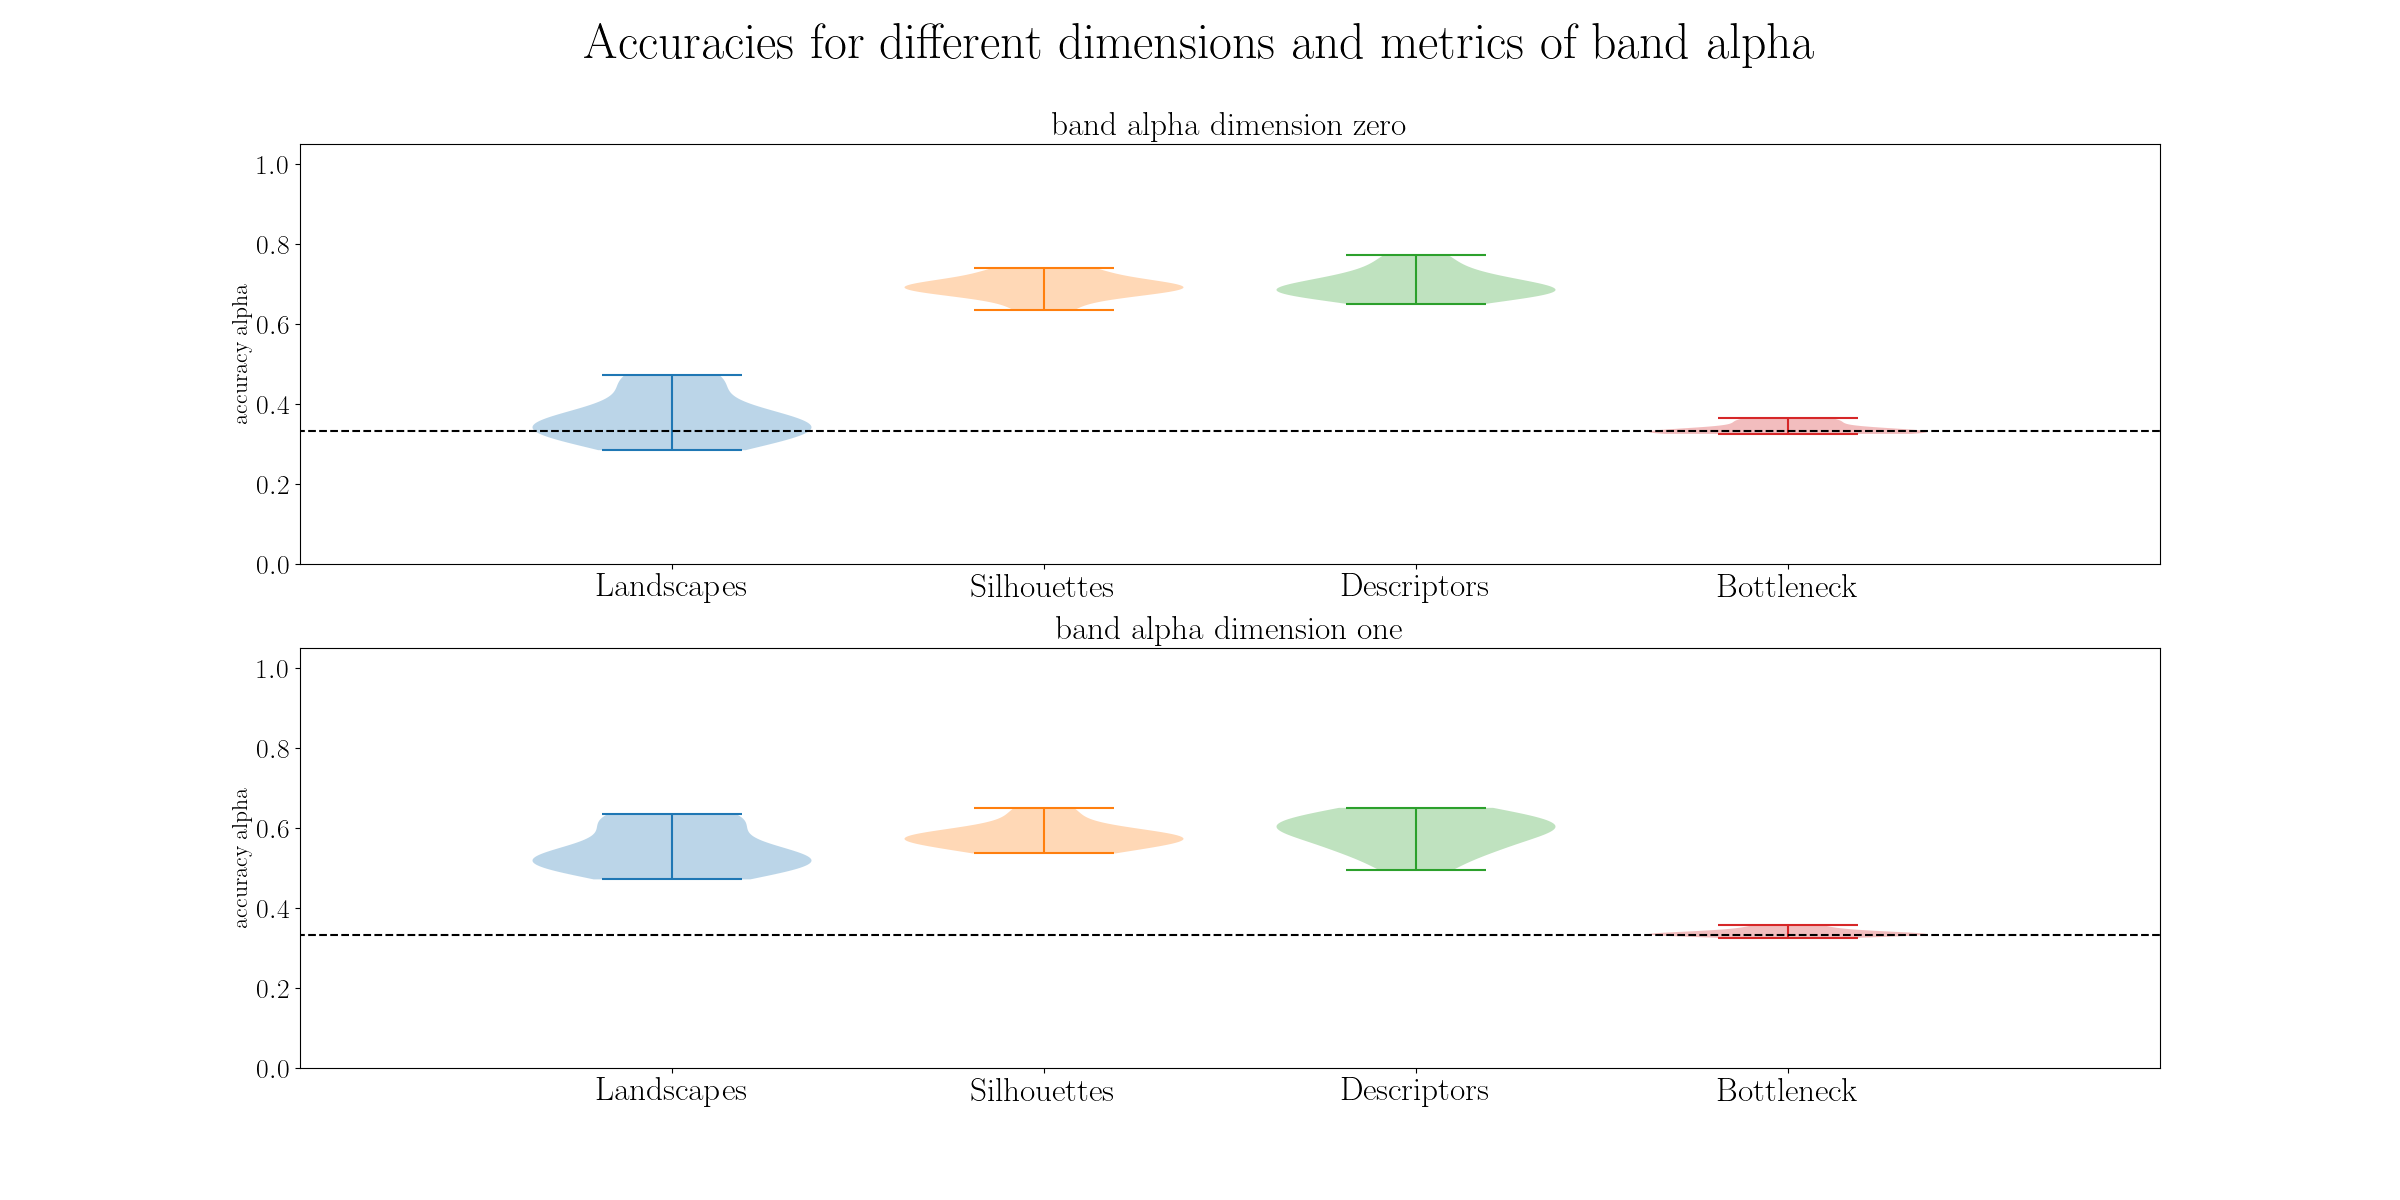 Accuracies for different dimensions and metrics of band alpha
band alpha dimension zero
accuracy alpha
1.0
0.8
0.6
0.4
0.2
0.0
Landscapes Silhouettes Descriptors Bottleneck
band alpha dimension one
accuracy alpha
1.0
0.8
0.6
0.4
0.2
0.0
Landscapes Silhouettes Descriptors Bottleneck